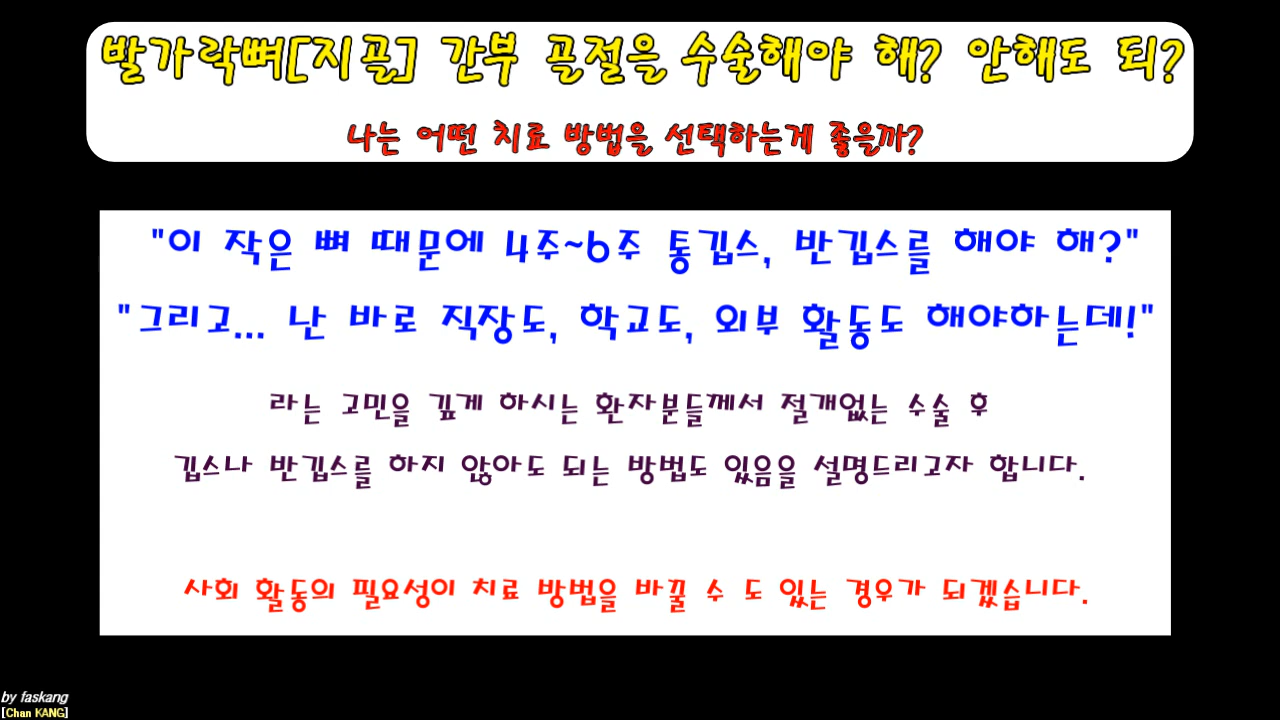 발가락뼈[지골] 간부 골절을 수술해야 해? 안해도 되?
나는 어떤 치료 방법을 선택하는게 좋을까?
"이 작은 뼈 때문에 4주~6주 통깁스, 반깁스를 해야 해?"
"그리고... 난 바로 직장도, 학교도, 외부 활동도 해야하는데!"
라는 고민을 깊게 하시는 환자분들께서 절개없는 수술 후
깁스나 반깁스를 하지 않아도 되는 방법도 있음을 설명드리고자 합니다.
사회 활동의 필요성이 치료 방법을 바꿀 수 도 있는 경우가 되겠습니다.
by faskang
[Chan KANG]